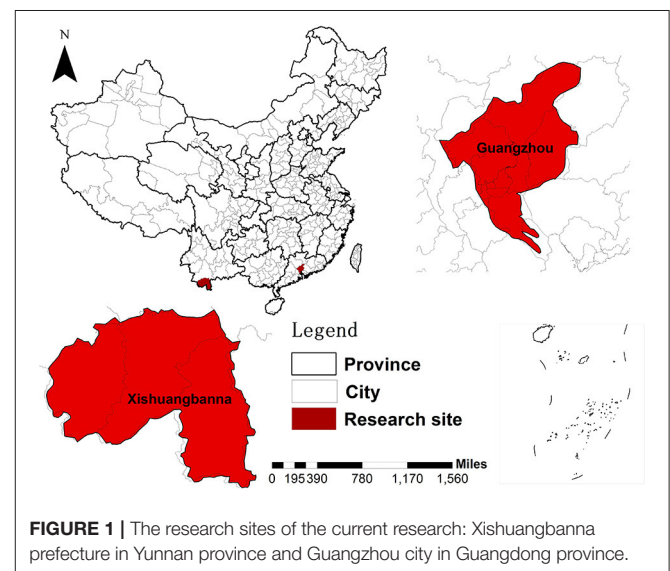 N
Guangzhou
Xishuangbanna
Legend
Province
City
Research site
Miles
0 195390 780 1,170 1,560
FIGURE 1 | The research sites of the current research: Xishuangbanna
prefecture in Yunnan province and Guangzhou city in Guangdong province.